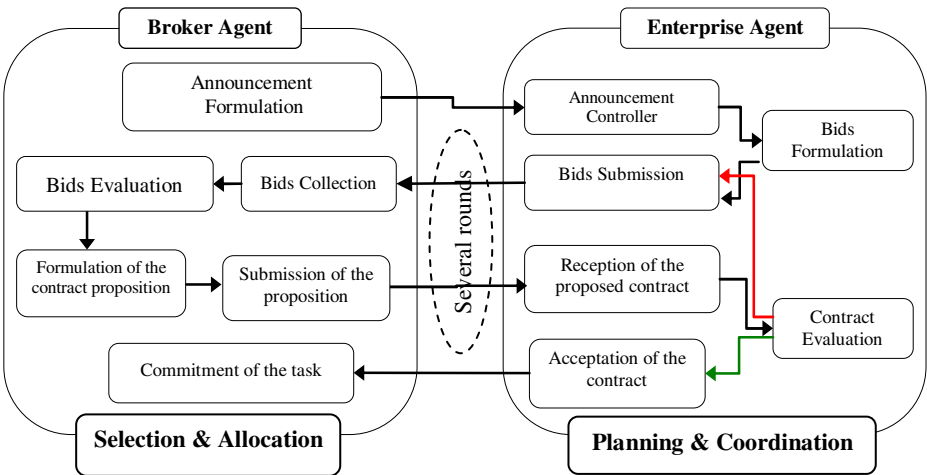 Broker Agent
Enterprise Agent
Announcement
Formulation
Announcement
Controller
Bids
Formulation
Bids Evaluation
Bids Collection
Bids Submission
Several rounds
Formulation of the
contract proposition
Submission of the
proposition
Reception of the
proposed contract
Contract
Evaluation
Commitment of the task
Acceptation of the
contract
Selection & Allocation
Planning & Coordination